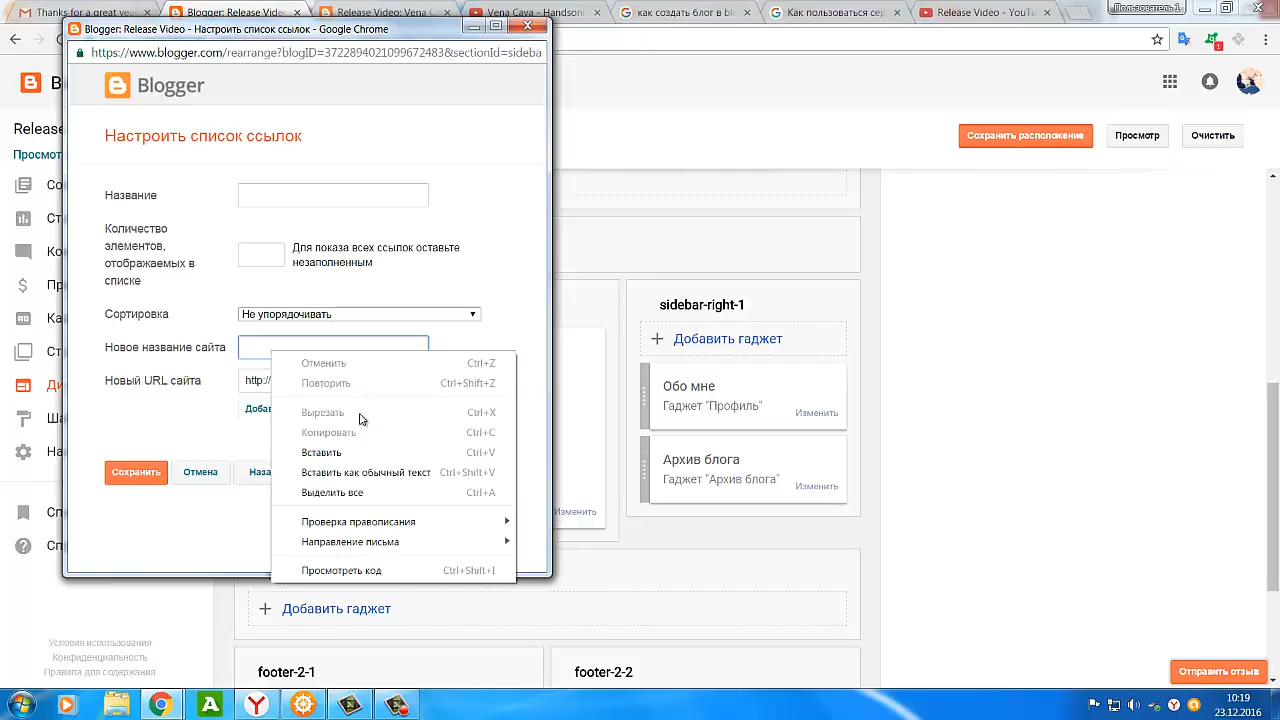 Thanks for your great
Blogger: Release Video
Blogger: Release Video
Vena Cava - Handson
как создать блог в bl
Как пользоваться сер
Release Video - YouTu
Пользователь 1
Blogger: Release Video - Настроить список ссылок - Google Chrome
https://www.blogger.com/rearrange?blogID=3722894021099672483&sectionId=sideba
Blogger
Настроить список ссылок
Название
Количество
элементов,
отображаемых в
списке
Для показа всех ссылок оставьте
незаполненным
Сортировка
Не упорядочивать
Новое название сайта
Новый URL сайта
http://
Сохранить
Отмена
Отменить Ctrl+Z
Повторить Ctrl+Shift+Z
Вырезать Ctrl+X
Копировать Ctrl+C
Вставить Ctrl+V
Вставить как обычный текст Ctrl+Shift+V
Выделить все Ctrl+A
Проверка правописания
Направление письма
Просмотреть код Ctrl+Shift+I
Release
Сохранить расположение
Просмотр
Очистить
sidebar-right-1
Добавить гаджет
Обо мне
Гаджет "Профиль"
Изменить
Архив блога
Гаджет "Архив блога"
Изменить
Изменить
Добавить гаджет
footer-2-1
footer-2-2
Условия использования
Конфиденциальность
Правила для содержания
Отправить отзыв
10:19
23.12.2016